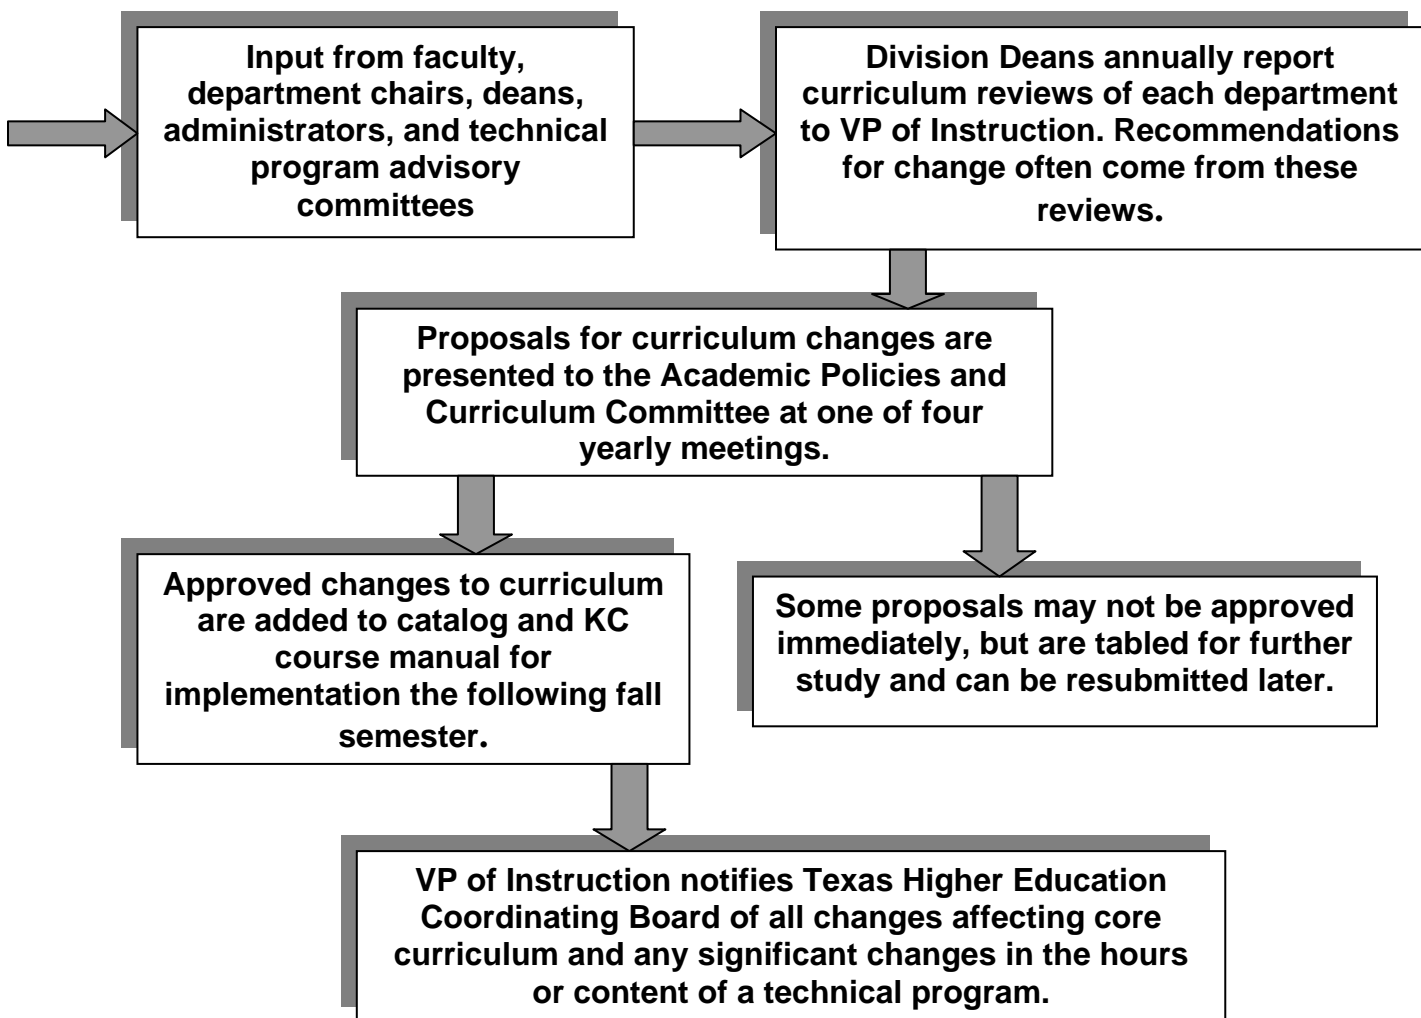 Input from faculty,
department chairs, deans,
administrators, and technical
program advisory
committees
Division Deans annually report
curriculum reviews of each department
to VP of Instruction. Recommendations
for change often come from these
reviews.
Proposals for curriculum changes are
presented to the Academic Policies and
Curriculum Committee at one of four
yearly meetings.
Approved changes to curriculum
are added to catalog and KC
course manual for
implementation the following fall
semester.
Some proposals may not be approved
immediately, but are tabled for further
study and can be resubmitted later.
VP of Instruction notifies Texas Higher Education
Coordinating Board of all changes affecting core
curriculum and any significant changes in the hours
or content of a technical program.